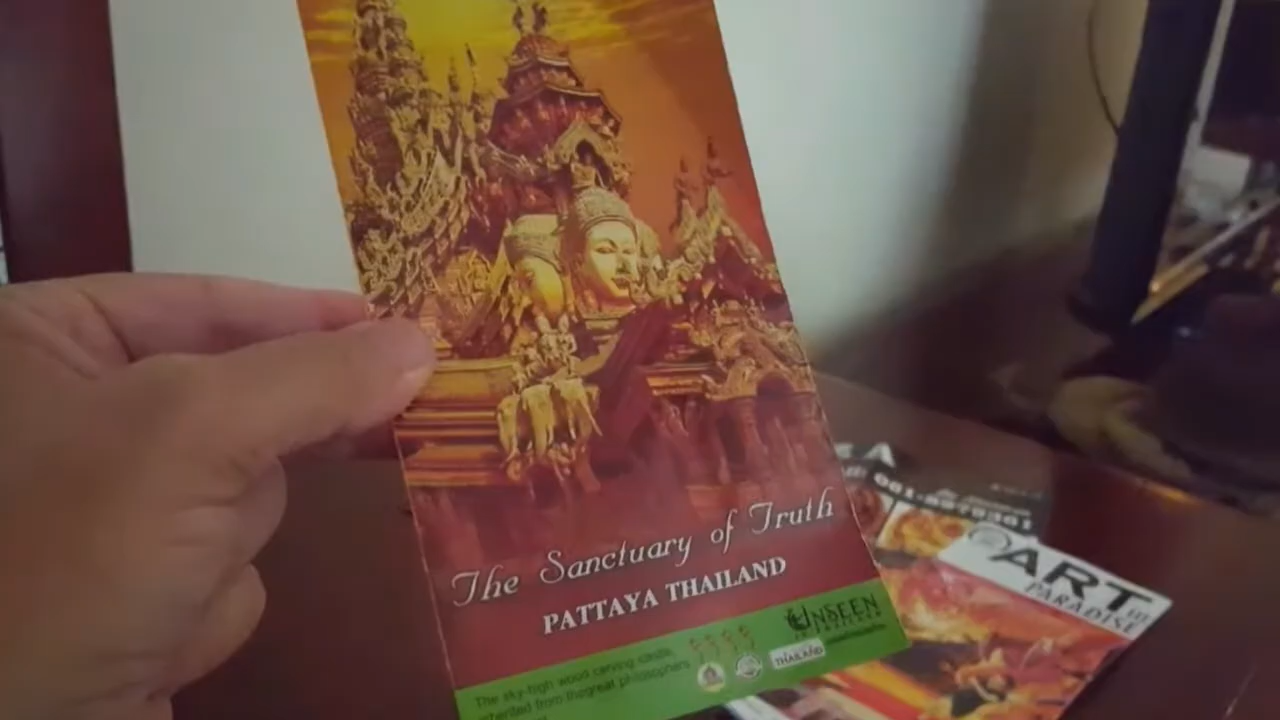 The Sanctuary of Truth
PATTAYA THAILAND
UNSEEN
THAILAND
The sky-high wood carving castle,
inherited from the great philosophers
ART IN
PARADISE